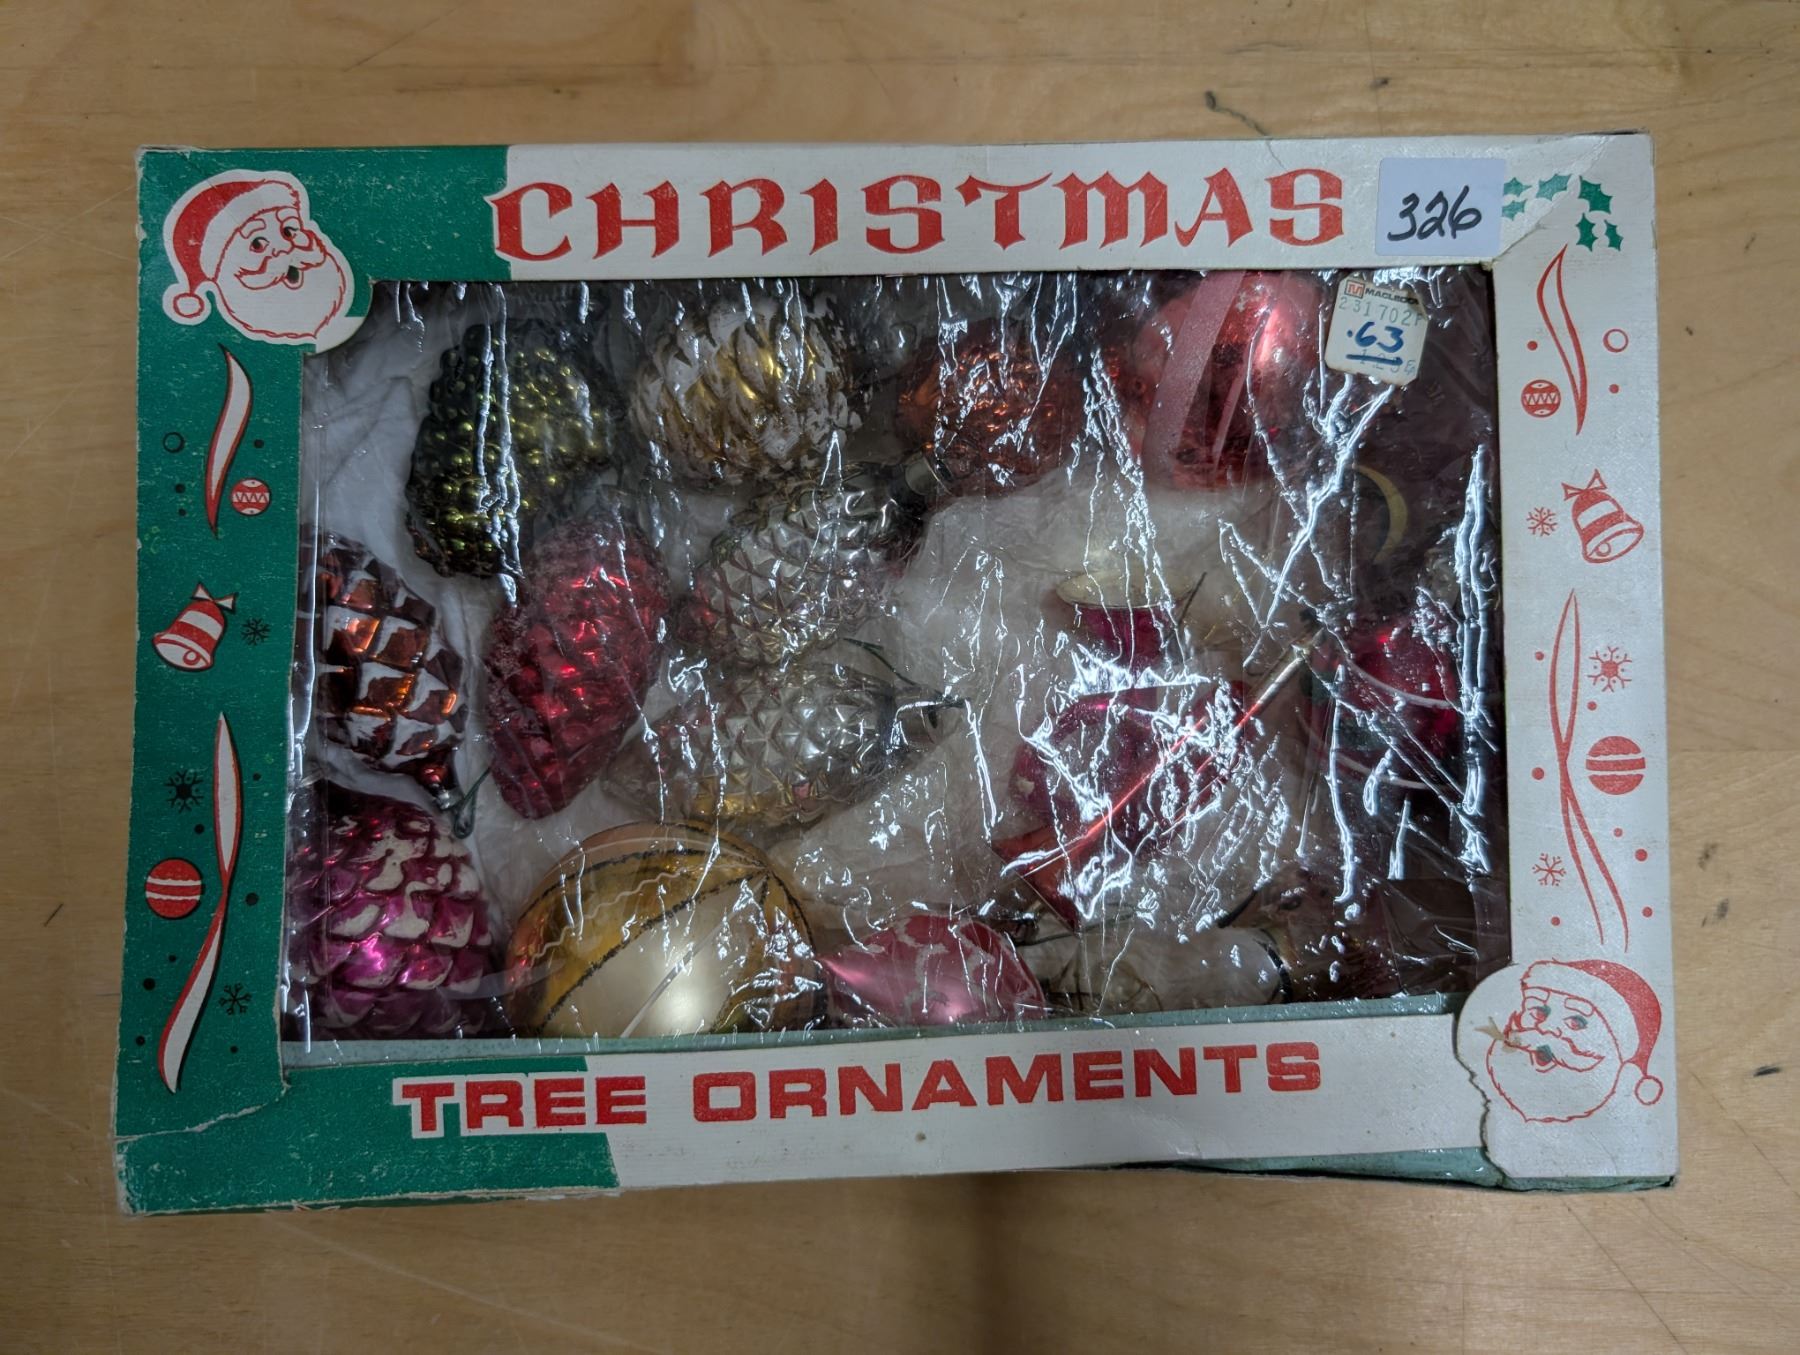 CHRISTMAS
326
MACLEODS
231702F
.63
TREE ORNAMENTS